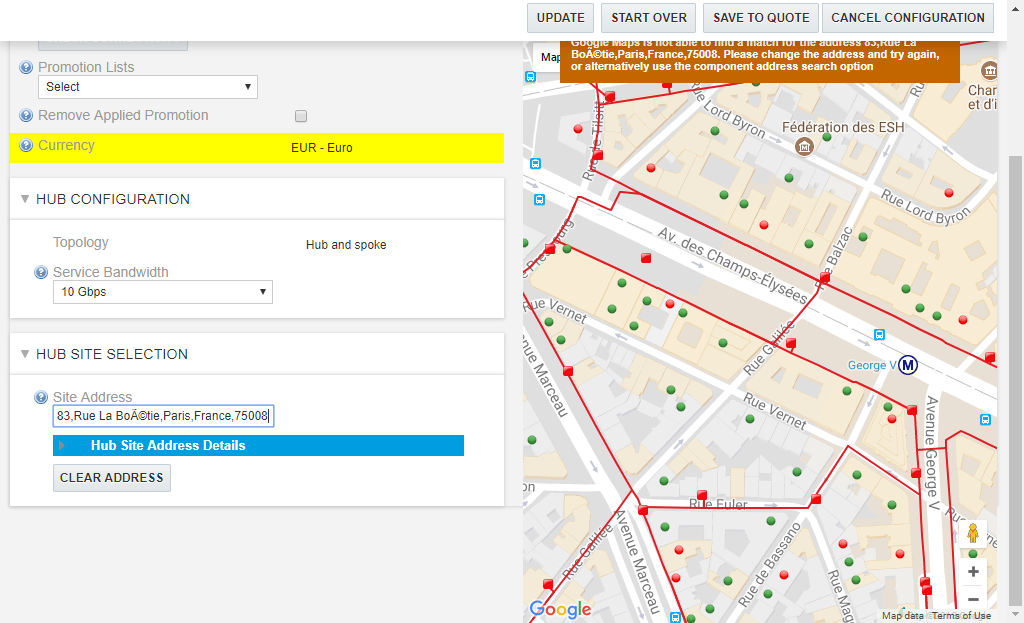 UPDATE
START OVER
SAVE TO QUOTE
CANCEL CONFIGURATION
Promotion Lists
Select
Remove Applied Promotion
Currency
EUR - Euro
HUB CONFIGURATION
Topology
Hub and spoke
Service Bandwidth
10 Gbps
HUB SITE SELECTION
Site Address
83,Rue La BoÃ©tie,Paris,France,75008
Hub Site Address Details
CLEAR ADDRESS
Map
Google Maps is not able to find a match for the address 83,Rue La
BoÃ©tie,Paris,France,75008. Please change the address and try again,
or alternatively use the component address search option
Rue de Tilsitt
Rue Lord Byron
Fédération des ESH
Rue Lord Byron
Av. des Champs-Élysées
Rue Balzac
Rue Vernet
Rue Galilée
George V
M
Avenue Marceau
Rue Vernet
Avenue George V
Rue Euler
Rue Galilée
Avenue Marceau
Rue de Bassano
Google
Map data
Terms of Use